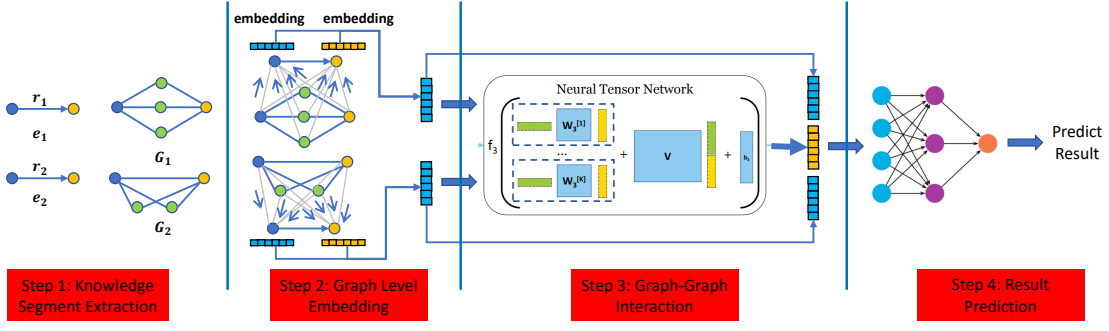 embedding embedding
r1
e1
G1
r2
e2
G2
Neural Tensor Network
f3
W3[1]
...
W3[K]
+
V
+
b3
Predict
Result
Step 1: Knowledge
Segment Extraction
Step 2: Graph Level
Embedding
Step 3: Graph-Graph
Interaction
Step 4: Result
Prediction